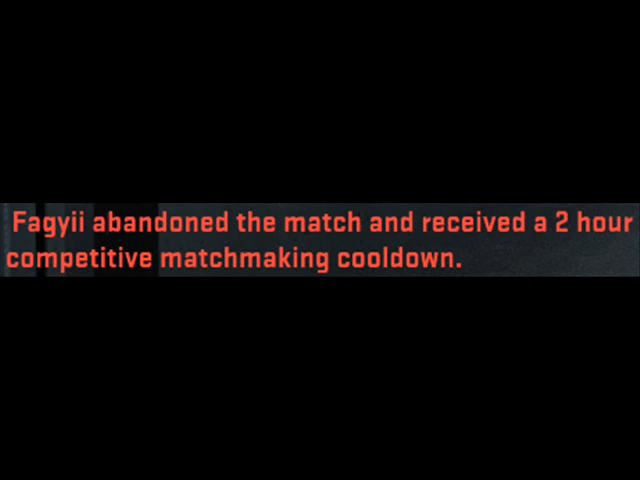 Fagyii abandoned the match and received a 2 hour
competitive matchmaking cooldown.